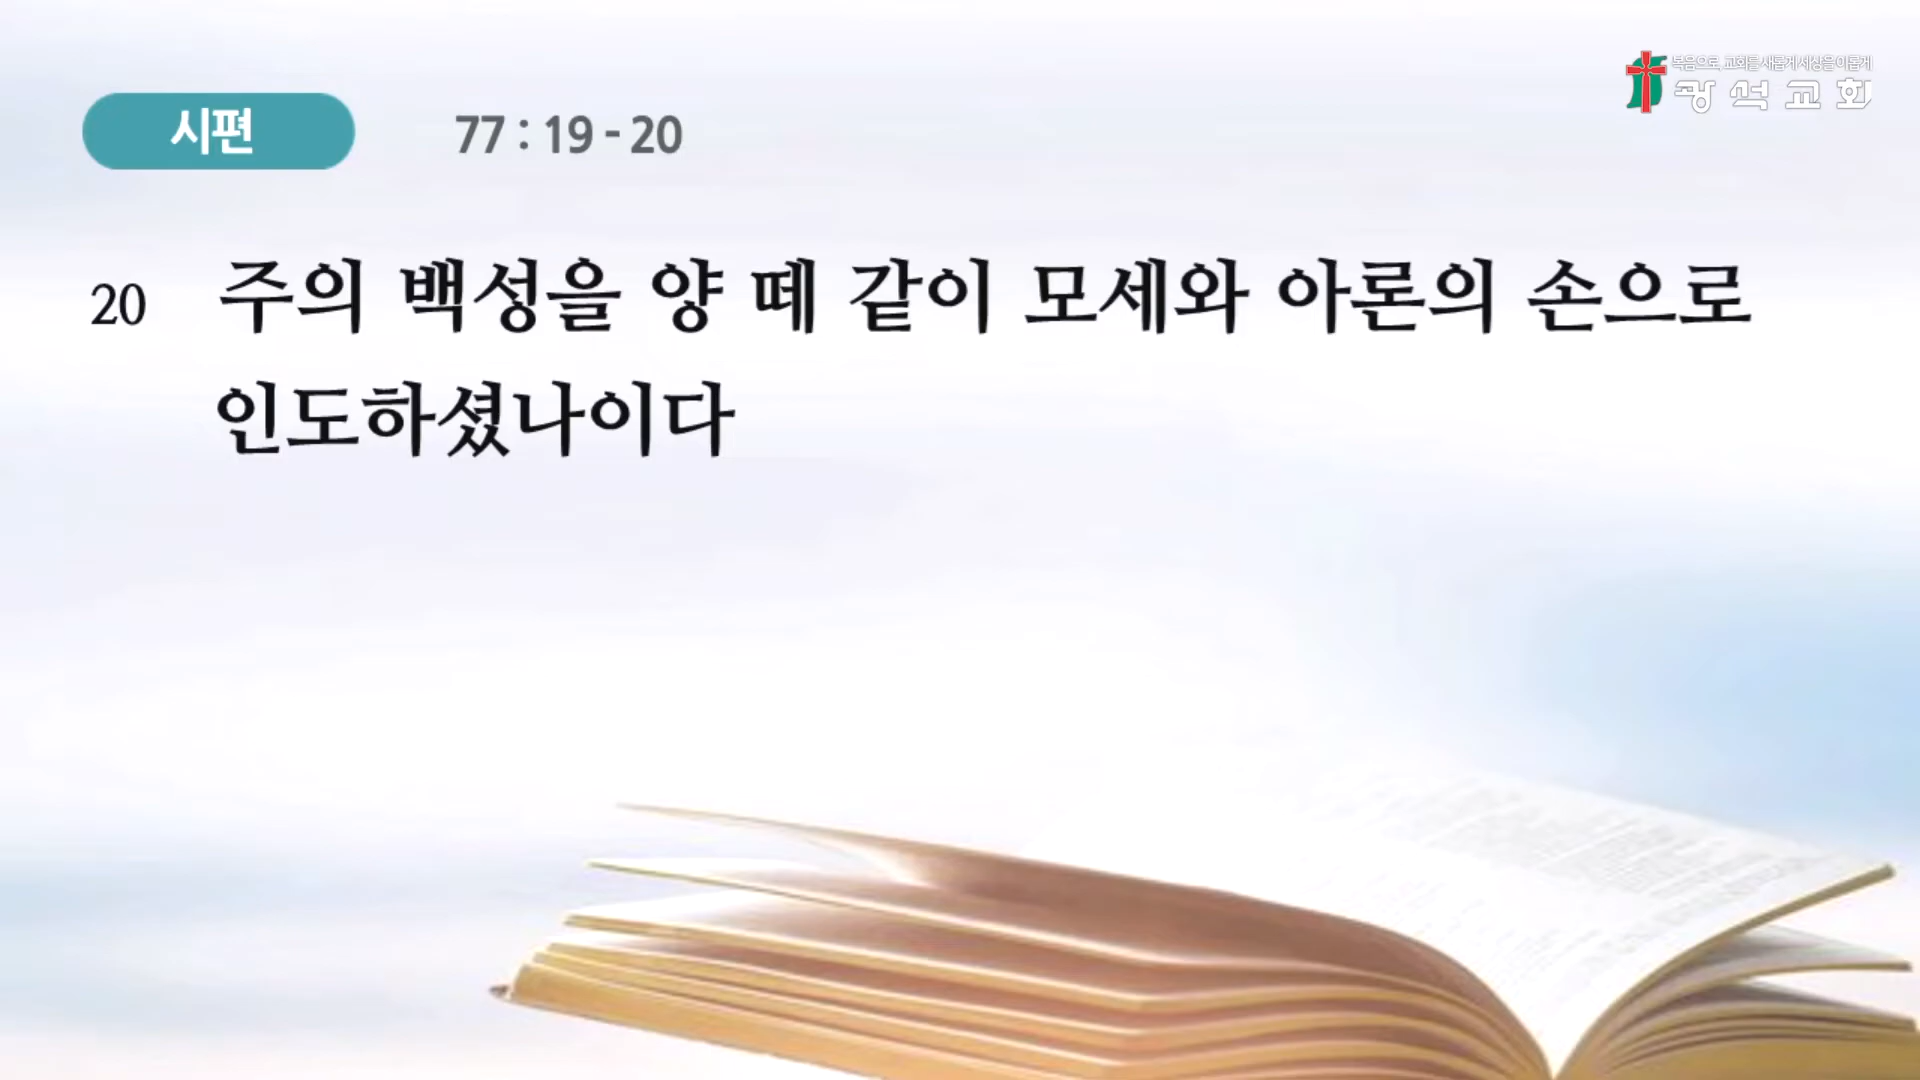 복음으로, 교회를 새롭게 세상을 이롭게
광석교회
시편 77 : 19 - 20
20 주의 백성을 양 떼 같이 모세와 아론의 손으로
인도하셨나이다